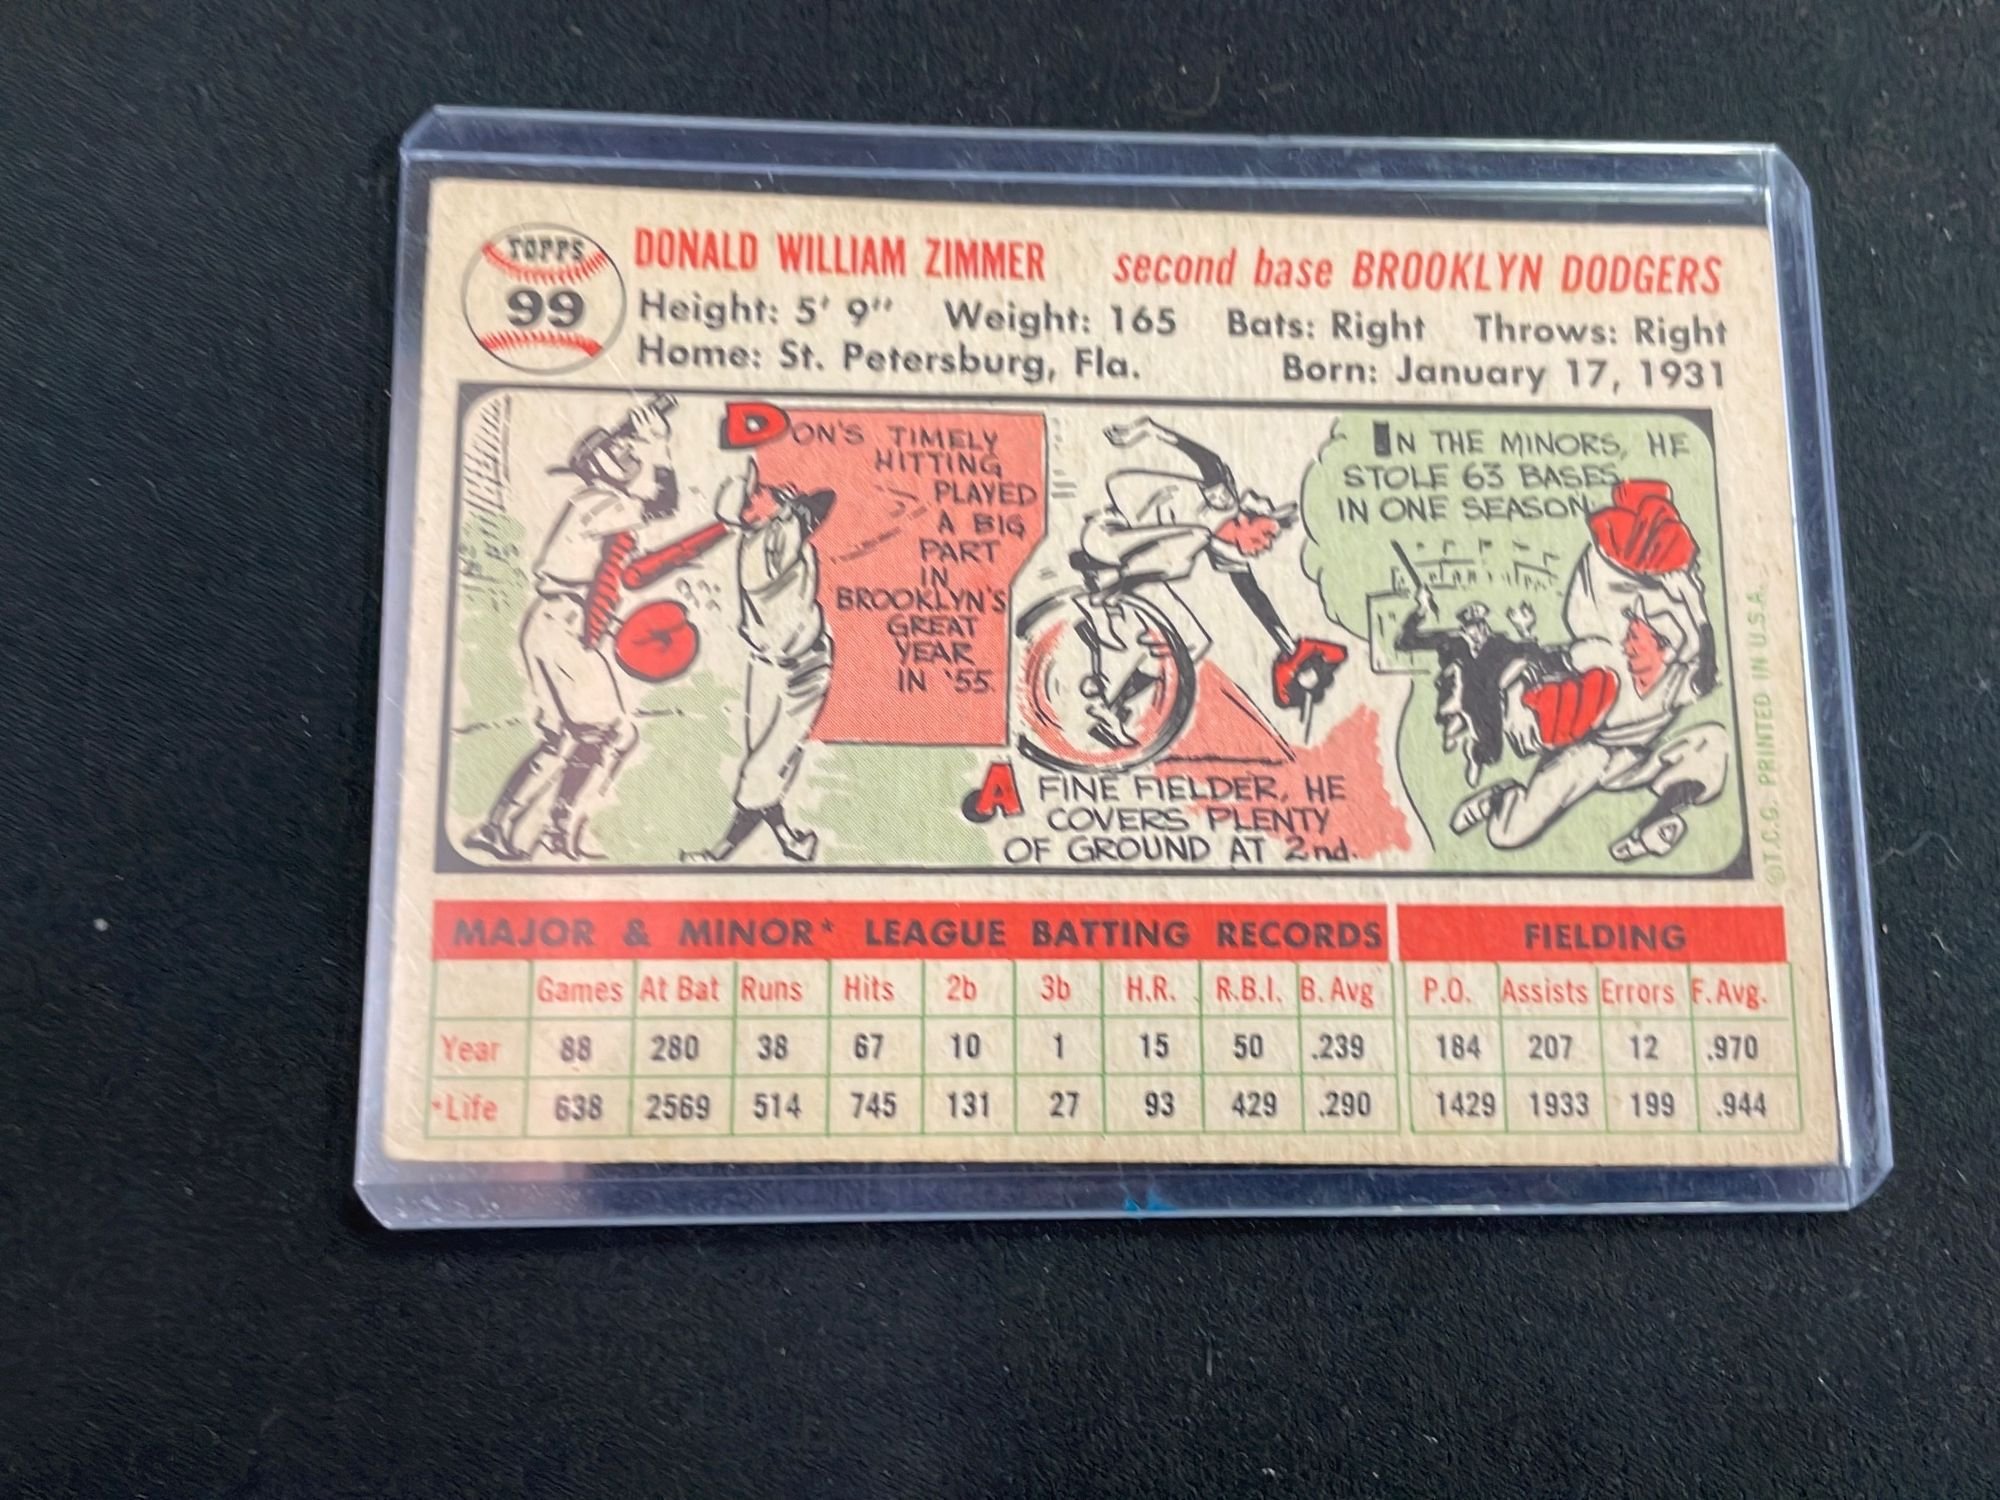 TOPPS
99
DONALD WILLIAM ZIMMER second base BROOKLYN DODGERS
Height: 5' 9" Weight: 165 Bats: Right Throws: Right
Home: St. Petersburg, Fla. Born: January 17, 1931
DON'S TIMELY
HITTING
PLAYED
A BIG
PART
IN
BROOKLYN'S
GREAT
YEAR
IN '55.
A FINE FIELDER, HE
COVERS PLENTY
OF GROUND AT 2nd.
IN THE MINORS, HE
STOLE 63 BASES
IN ONE SEASON.
©T.C.G. PRINTED IN U.S.A.
MAJOR & MINOR* LEAGUE BATTING RECORDS FIELDING
Games At Bat Runs Hits 2b 3b H.R. R.B.I. B. Avg P.O. Assists Errors F. Avg.
Year 88 280 38 67 10 1 15 50 .239 184 207 12 .970
*Life 638 2569 514 745 131 27 93 429 .290 1429 1933 199 .944